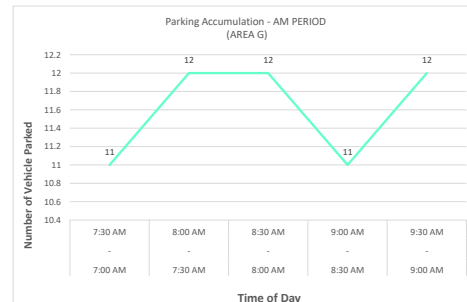 Parking Accumulation - AM PERIOD
(AREA G)
Number of Vehicle Parked
12.2
12
11.8
11.6
11.4
11.2
11
10.8
10.6
10.4
11
12
12
11
12
7:30 AM 8:00 AM 8:30 AM 9:00 AM 9:30 AM
- - - - -
7:00 AM 7:30 AM 8:00 AM 8:30 AM 9:00 AM
Time of Day